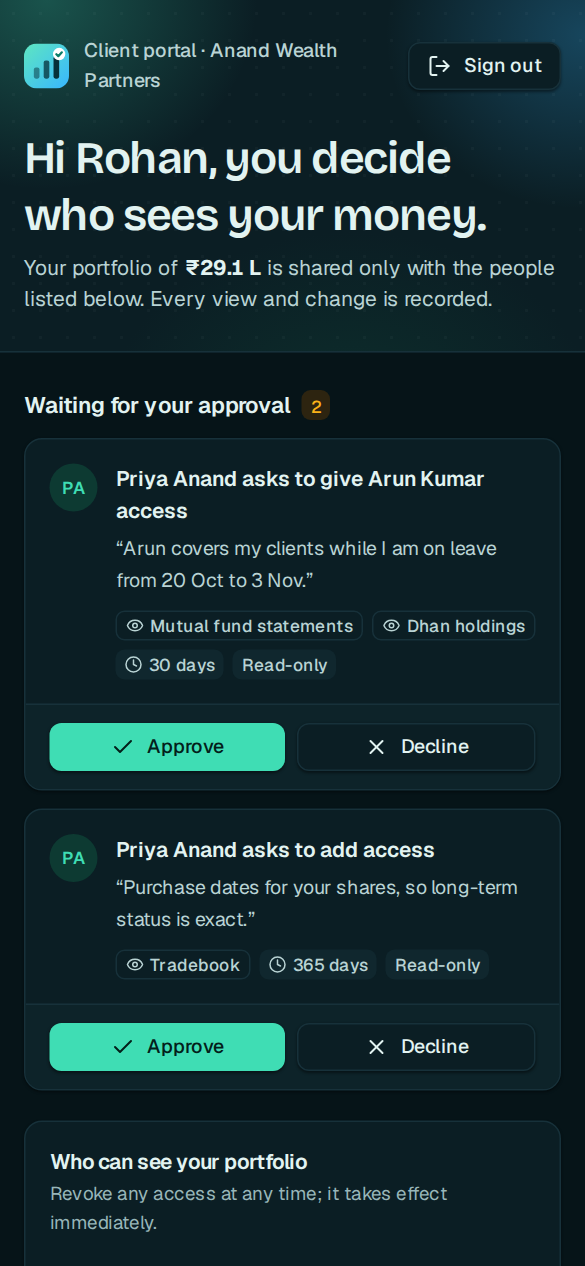 Client portal · Anand Wealth
Partners
Sign out
Hi Rohan, you decide
who sees your money.
Your portfolio of ₹29.1 L is shared only with the people
listed below. Every view and change is recorded.
Waiting for your approval 2
PA
Priya Anand asks to give Arun Kumar
access
“Arun covers my clients while I am on leave
from 20 Oct to 3 Nov.”
Mutual fund statements Dhan holdings
30 days Read-only
Approve Decline
PA
Priya Anand asks to add access
“Purchase dates for your shares, so long-term
status is exact.”
Tradebook 365 days Read-only
Approve Decline
Who can see your portfolio
Revoke any access at any time; it takes effect
immediately.